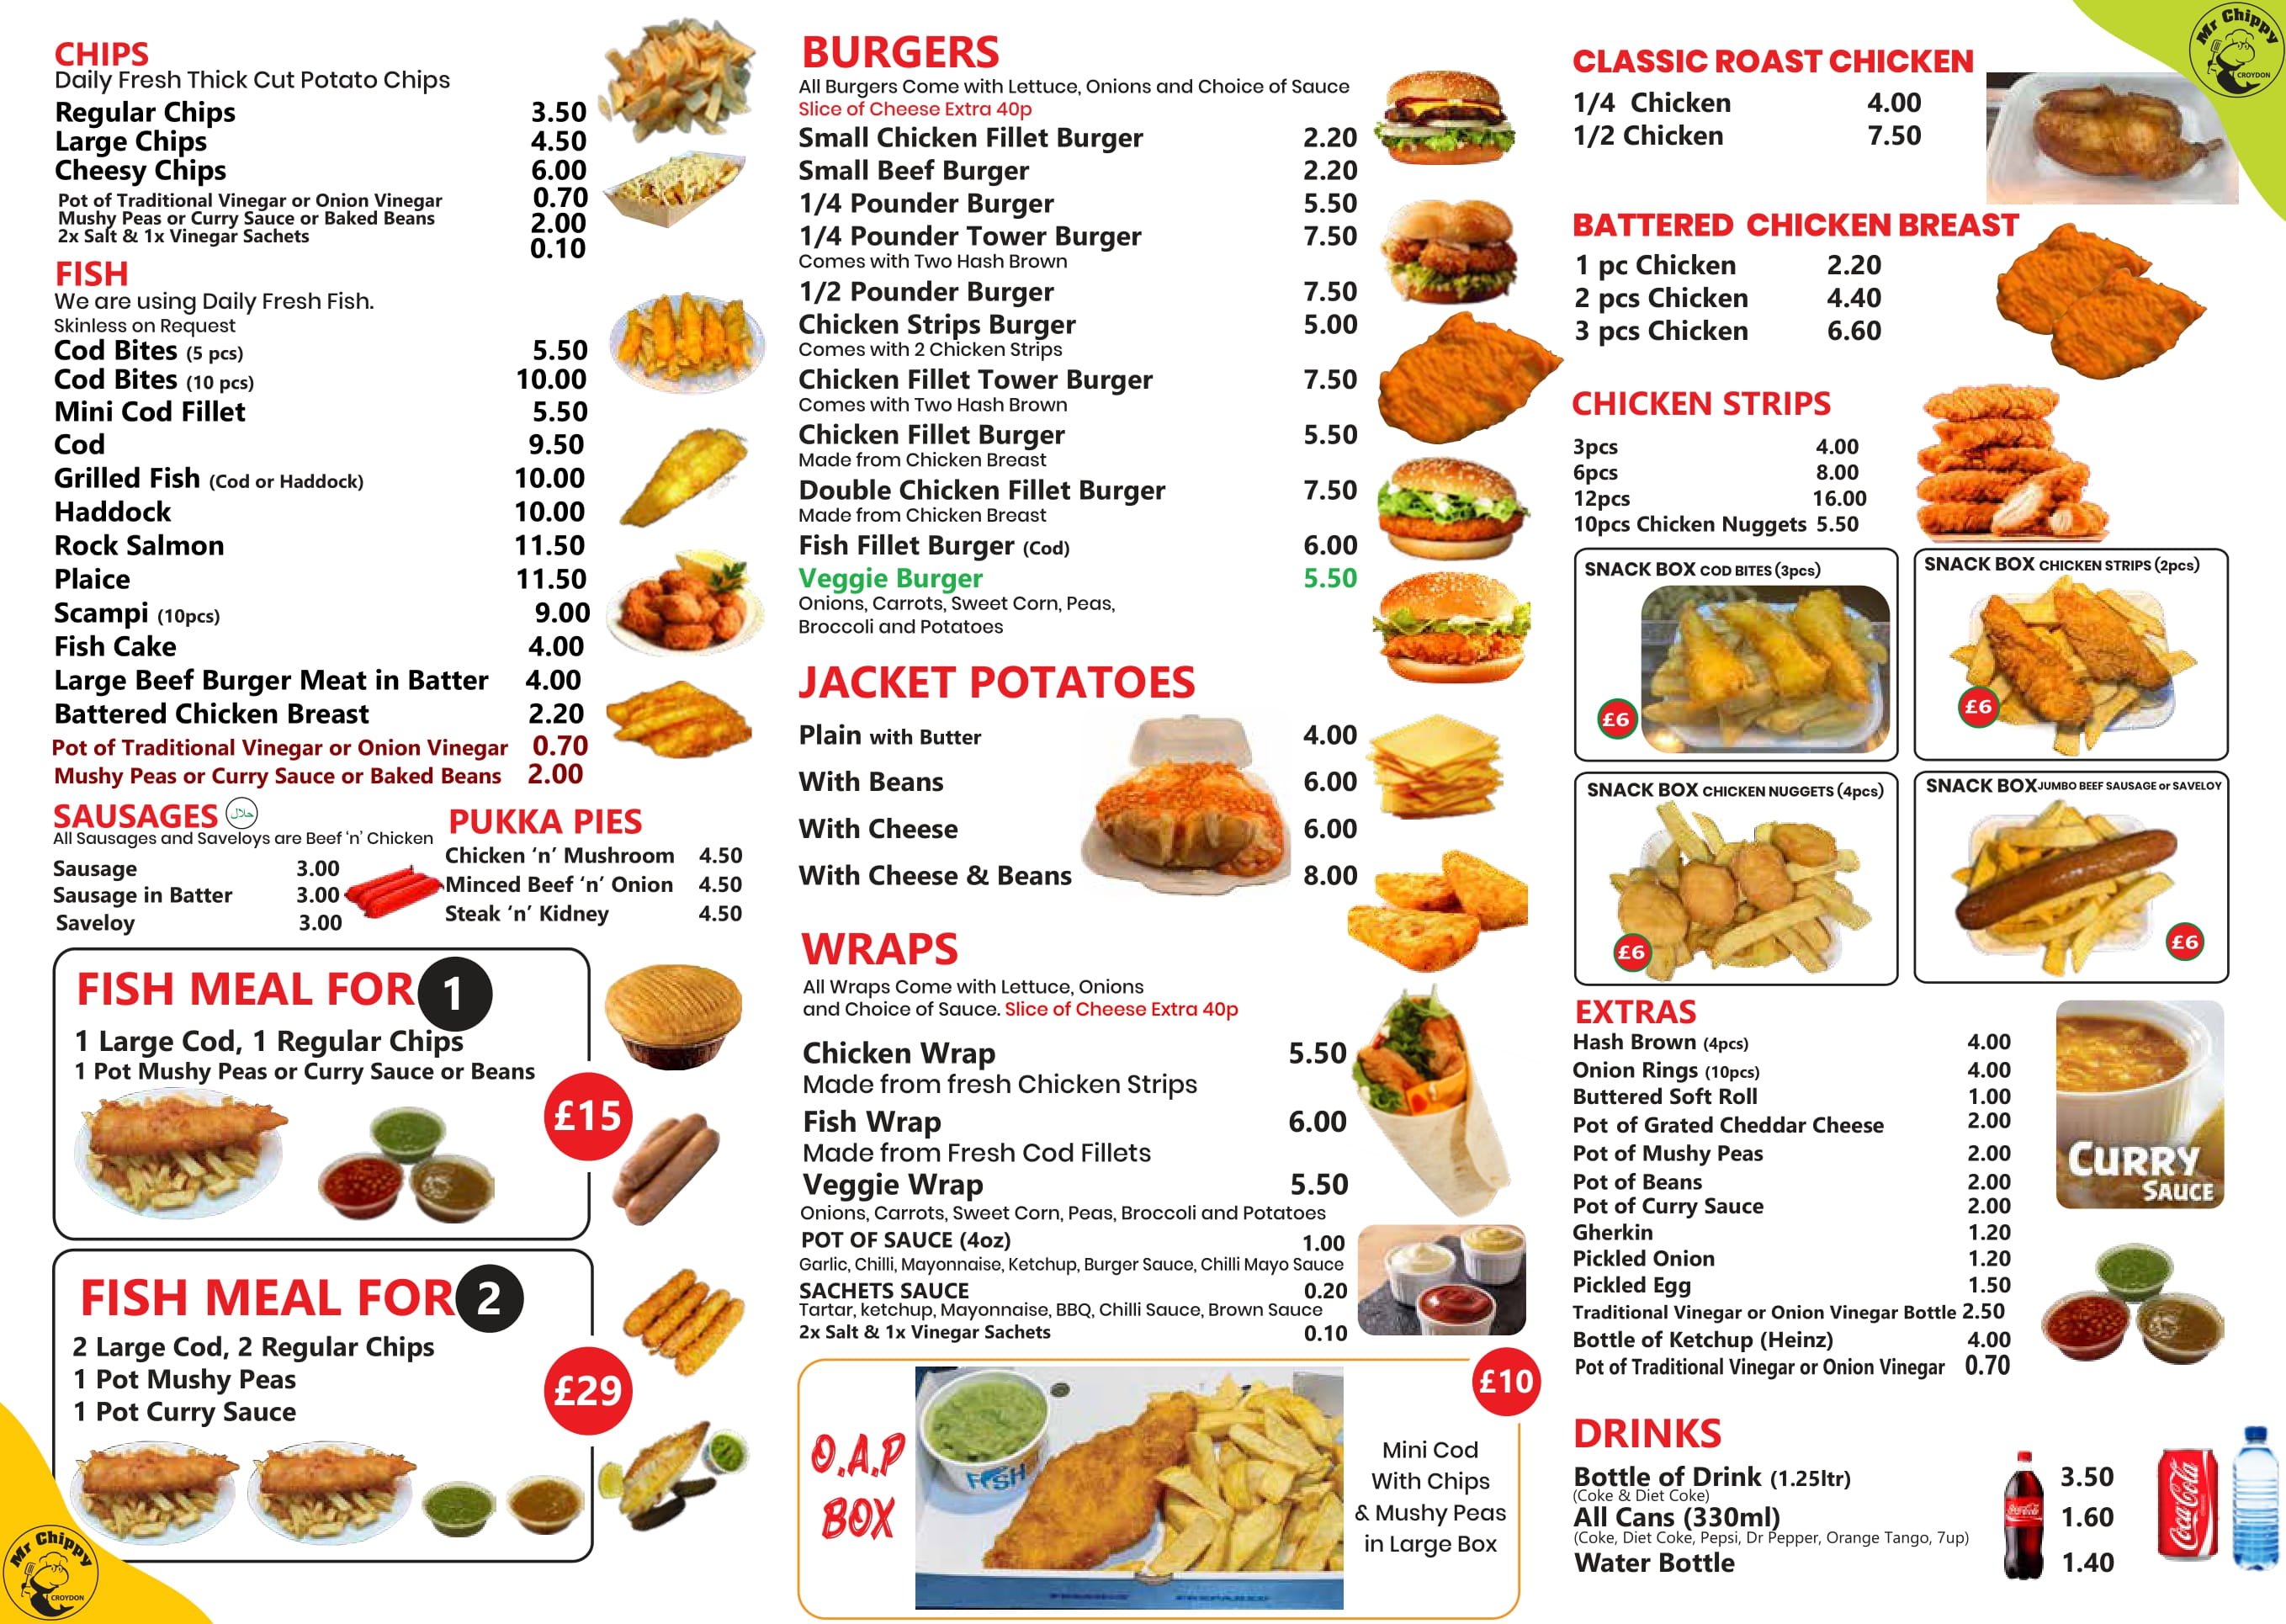 CHIPS
Daily Fresh Thick Cut Potato Chips
Regular Chips 3.50
Large Chips 4.50
Cheesy Chips 6.00
Pot of Traditional Vinegar or Onion Vinegar 0.70
Mushy Peas or Curry Sauce or Baked Beans 2.00
2x Salt & 1x Vinegar Sachets 0.10
FISH
We are using Daily Fresh Fish.
Skinless on Request
Cod Bites (5 pcs) 5.50
Cod Bites (10 pcs) 10.00
Mini Cod Fillet 5.50
Cod 9.50
Grilled Fish (Cod or Haddock) 10.00
Haddock 10.00
Rock Salmon 11.50
Plaice 11.50
Scampi (10pcs) 9.00
Fish Cake 4.00
Large Beef Burger Meat in Batter 4.00
Battered Chicken Breast 2.20
Pot of Traditional Vinegar or Onion Vinegar 0.70
Mushy Peas or Curry Sauce or Baked Beans 2.00
SAUSAGES حلال
All Sausages and Saveloys are Beef ‘n’ Chicken
Sausage 3.00
Sausage in Batter 3.00
Saveloy 3.00
PUKKA PIES
Chicken ‘n’ Mushroom 4.50
Minced Beef ‘n’ Onion 4.50
Steak ‘n’ Kidney 4.50
FISH MEAL FOR 1
1 Large Cod, 1 Regular Chips
1 Pot Mushy Peas or Curry Sauce or Beans
£15
FISH MEAL FOR 2
2 Large Cod, 2 Regular Chips
1 Pot Mushy Peas
1 Pot Curry Sauce
£29
Mr Chippy
CROYDON
BURGERS
All Burgers Come with Lettuce, Onions and Choice of Sauce
Slice of Cheese Extra 40p
Small Chicken Fillet Burger 2.20
Small Beef Burger 2.20
1/4 Pounder Burger 5.50
1/4 Pounder Tower Burger 7.50
Comes with Two Hash Brown
1/2 Pounder Burger 7.50
Chicken Strips Burger 5.00
Comes with 2 Chicken Strips
Chicken Fillet Tower Burger 7.50
Comes with Two Hash Brown
Chicken Fillet Burger 5.50
Made from Chicken Breast
Double Chicken Fillet Burger 7.50
Made from Chicken Breast
Fish Fillet Burger (Cod) 6.00
Veggie Burger 5.50
Onions, Carrots, Sweet Corn, Peas,
Broccoli and Potatoes
JACKET POTATOES
Plain with Butter 4.00
With Beans 6.00
With Cheese 6.00
With Cheese & Beans 8.00
WRAPS
All Wraps Come with Lettuce, Onions
and Choice of Sauce. Slice of Cheese Extra 40p
Chicken Wrap 5.50
Made from fresh Chicken Strips
Fish Wrap 6.00
Made from Fresh Cod Fillets
Veggie Wrap 5.50
Onions, Carrots, Sweet Corn, Peas, Broccoli and Potatoes
POT OF SAUCE (4oz) 1.00
Garlic, Chilli, Mayonnaise, Ketchup, Burger Sauce, Chilli Mayo Sauce
SACHETS SAUCE 0.20
Tartar, ketchup, Mayonnaise, BBQ, Chilli Sauce, Brown Sauce
2x Salt & 1x Vinegar Sachets 0.10
O.A.P
BOX
FISH
£10
Mini Cod
With Chips
& Mushy Peas
in Large Box
Mr Chippy
CROYDON
CLASSIC ROAST CHICKEN
1/4 Chicken 4.00
1/2 Chicken 7.50
BATTERED CHICKEN BREAST
1 pc Chicken 2.20
2 pcs Chicken 4.40
3 pcs Chicken 6.60
CHICKEN STRIPS
3pcs 4.00
6pcs 8.00
12pcs 16.00
10pcs Chicken Nuggets 5.50
SNACK BOX COD BITES (3pcs)
£6
SNACK BOX CHICKEN STRIPS (2pcs)
£6
SNACK BOX CHICKEN NUGGETS (4pcs)
£6
SNACK BOX JUMBO BEEF SAUSAGE or SAVELOY
£6
EXTRAS
Hash Brown (4pcs) 4.00
Onion Rings (10pcs) 4.00
Buttered Soft Roll 1.00
Pot of Grated Cheddar Cheese 2.00
Pot of Mushy Peas 2.00
Pot of Beans 2.00
Pot of Curry Sauce 2.00
Gherkin 1.20
Pickled Onion 1.20
Pickled Egg 1.50
Traditional Vinegar or Onion Vinegar Bottle 2.50
Bottle of Ketchup (Heinz) 4.00
Pot of Traditional Vinegar or Onion Vinegar 0.70
CURRY
SAUCE
DRINKS
Bottle of Drink (1.25ltr) 3.50
(Coke & Diet Coke)
All Cans (330ml) 1.60
(Coke, Diet Coke, Pepsi, Dr Pepper, Orange Tango, 7up)
Water Bottle 1.40
Coca-Cola
Coca-Cola